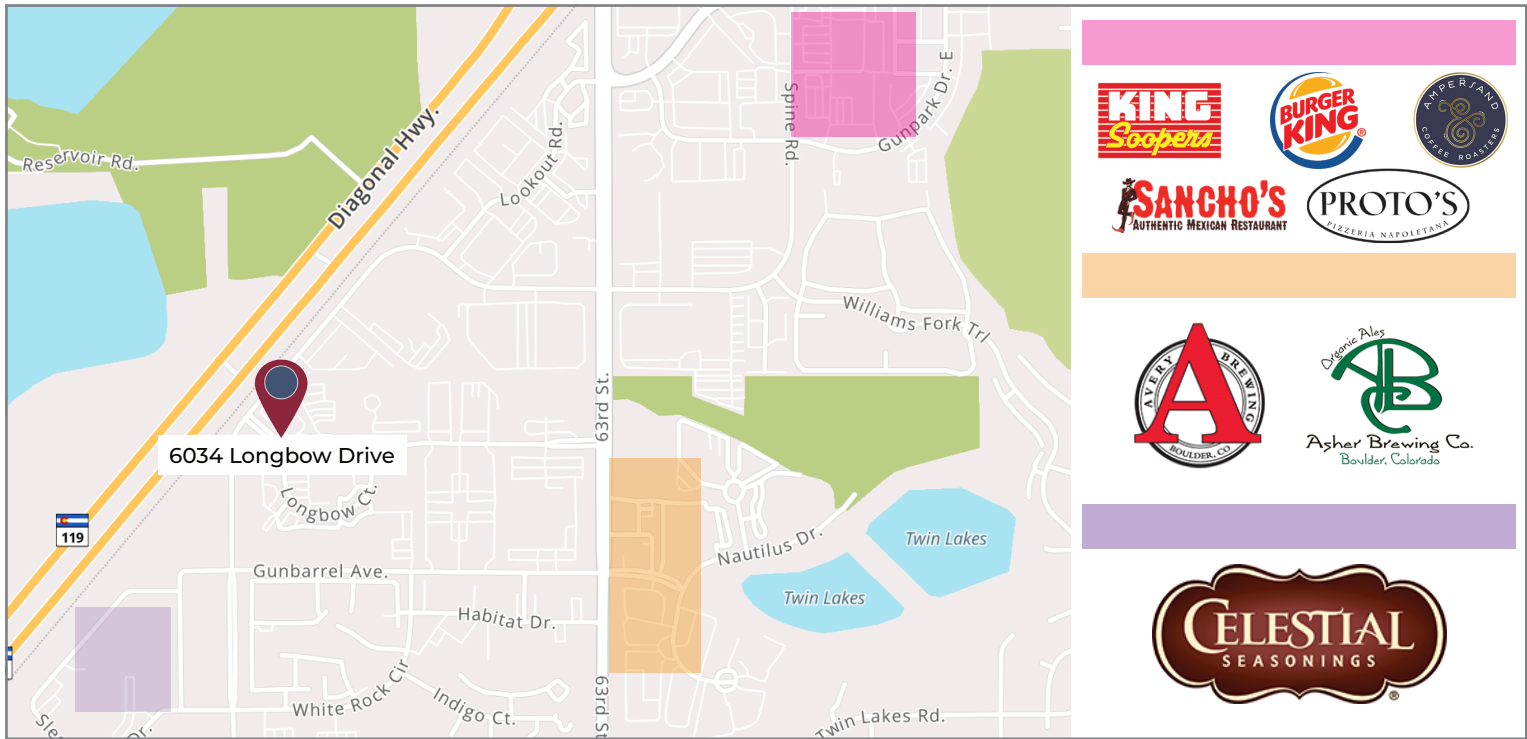 Reservoir Rd.
Diagonal Hwy.
Lookout Rd.
Spine Rd.
Gunpark Dr. E
Williams Fork Trl
63rd St.
6034 Longbow Drive
Longbow Ct.
119
Gunbarrel Ave.
Nautilus Dr.
Twin Lakes
Twin Lakes
Habitat Dr.
White Rock Cir
Indigo Ct.
63rd St
Twin Lakes Rd.
Dr.
KING
Soopers
BURGER
KING
®
AMPERSAND
&
COFFEE ROASTERS
SANCHO'S
AUTHENTIC MEXICAN RESTAURANT
PROTO'S
PIZZERIA NAPOLETANA
AVERY BREWING
A
BOULDER, CO
Organic Ales
AB
Asher Brewing Co.
Boulder, Colorado
CELESTIAL
SEASONINGS
®